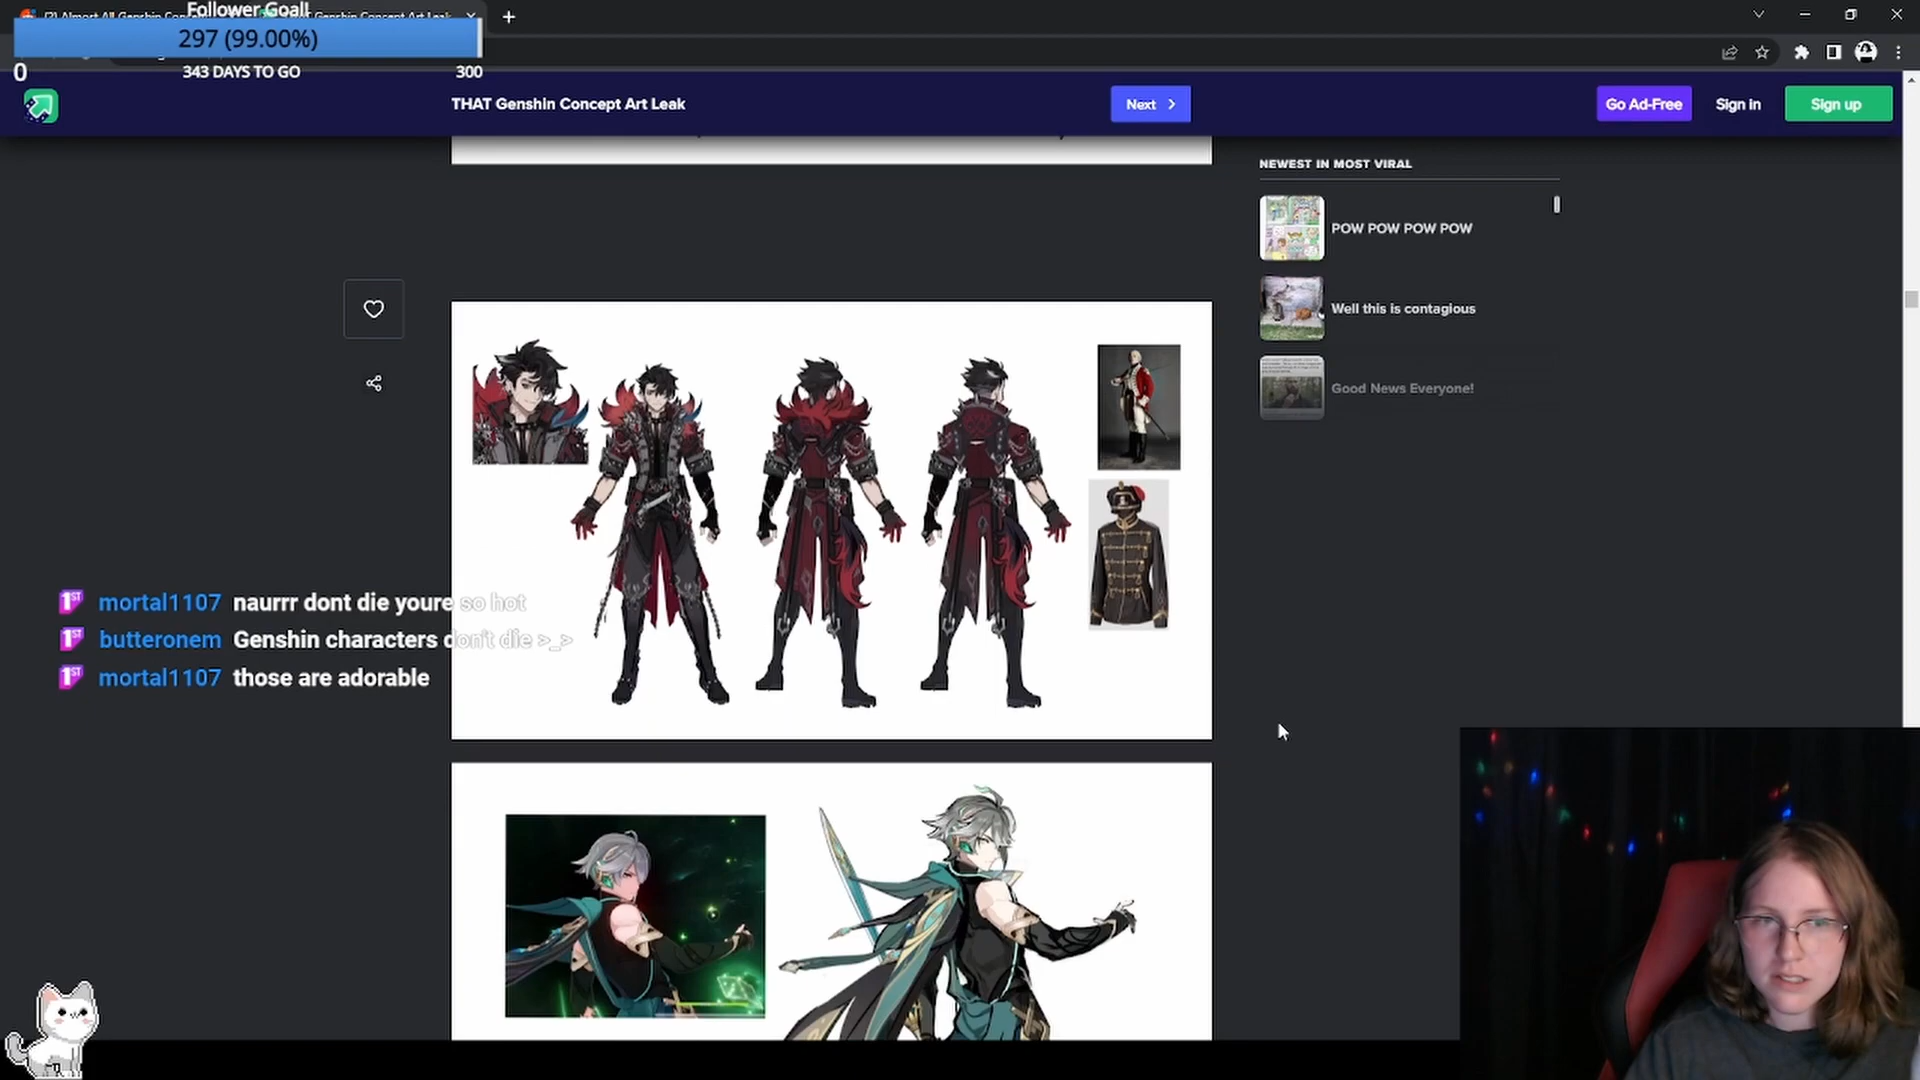 Follower Goal!
297 (99.00%)
0
343 DAYS TO GO
300
THAT Genshin Concept Art Leak
Next
Go Ad-Free
Sign in
Sign up
NEWEST IN MOST VIRAL
POW POW POW POW
Well this is contagious
Good News Everyone!
mortal1107 naurrr dont die youre so hot
butteronem Genshin characters don't die >_>
mortal1107 those are adorable